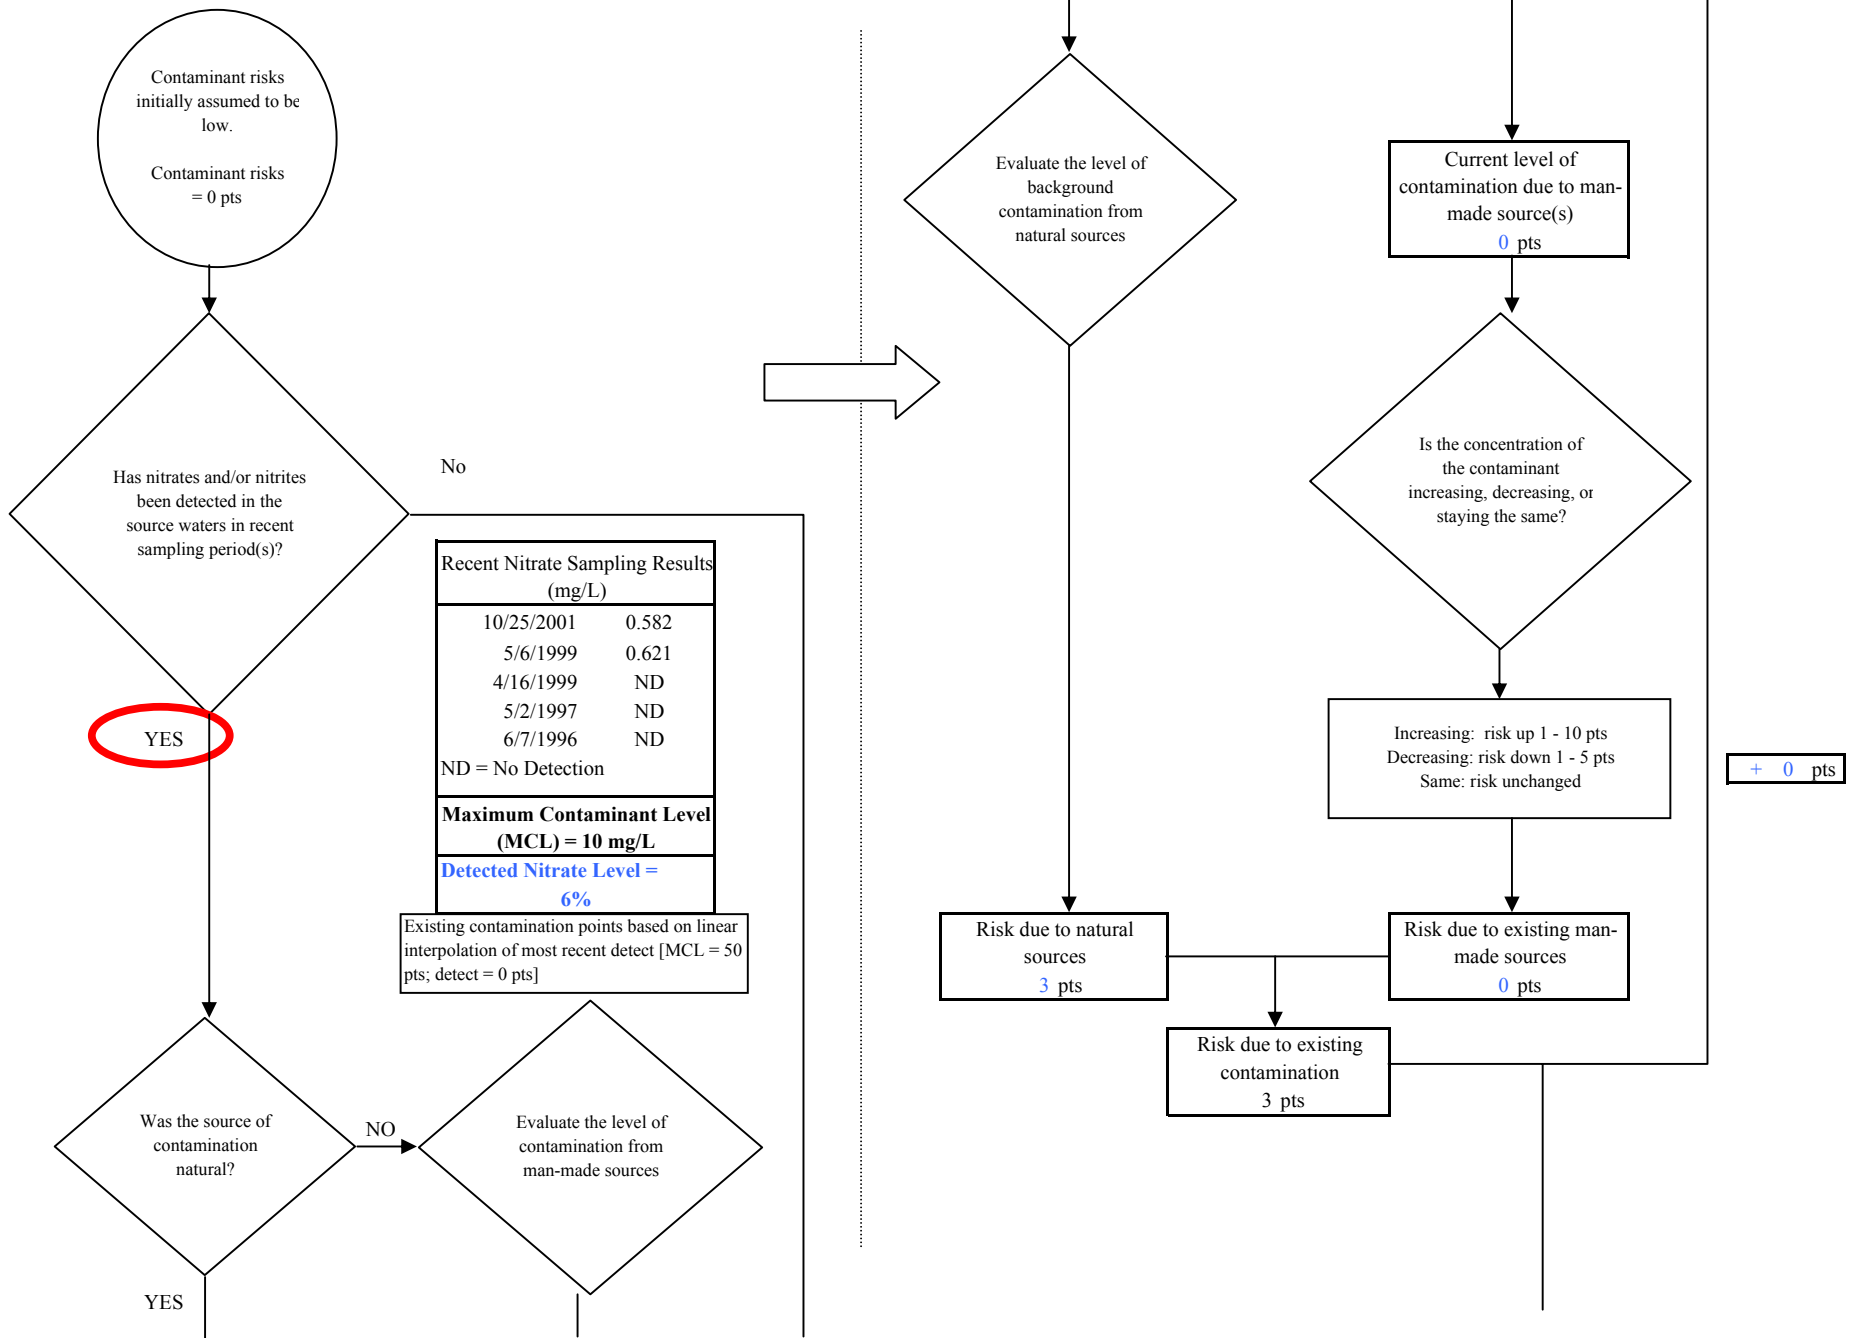 Contaminant risks
initially assumed to be
low.
Contaminant risks
= 0 pts
Has nitrates and/or nitrites
been detected in the
source waters in recent
sampling period(s)?
No
YES
Recent Nitrate Sampling Results
(mg/L)
10/25/2001 0.582
5/6/1999 0.621
4/16/1999 ND
5/2/1997 ND
6/7/1996 ND
ND = No Detection
Maximum Contaminant Level
(MCL) = 10 mg/L
Detected Nitrate Level =
6%
Existing contamination points based on linear
interpolation of most recent detect [MCL = 50
pts; detect = 0 pts]
Was the source of
contamination
natural?
NO
YES
Evaluate the level of
contamination from
man-made sources
Evaluate the level of
background
contamination from
natural sources
Current level of
contamination due to man-
made source(s)
0 pts
Is the concentration of
the contaminant
increasing, decreasing, or
staying the same?
Increasing: risk up 1 - 10 pts
Decreasing: risk down 1 - 5 pts
Same: risk unchanged
+ 0 pts
Risk due to natural
sources
3 pts
Risk due to existing man-
made sources
0 pts
Risk due to existing
contamination
3 pts